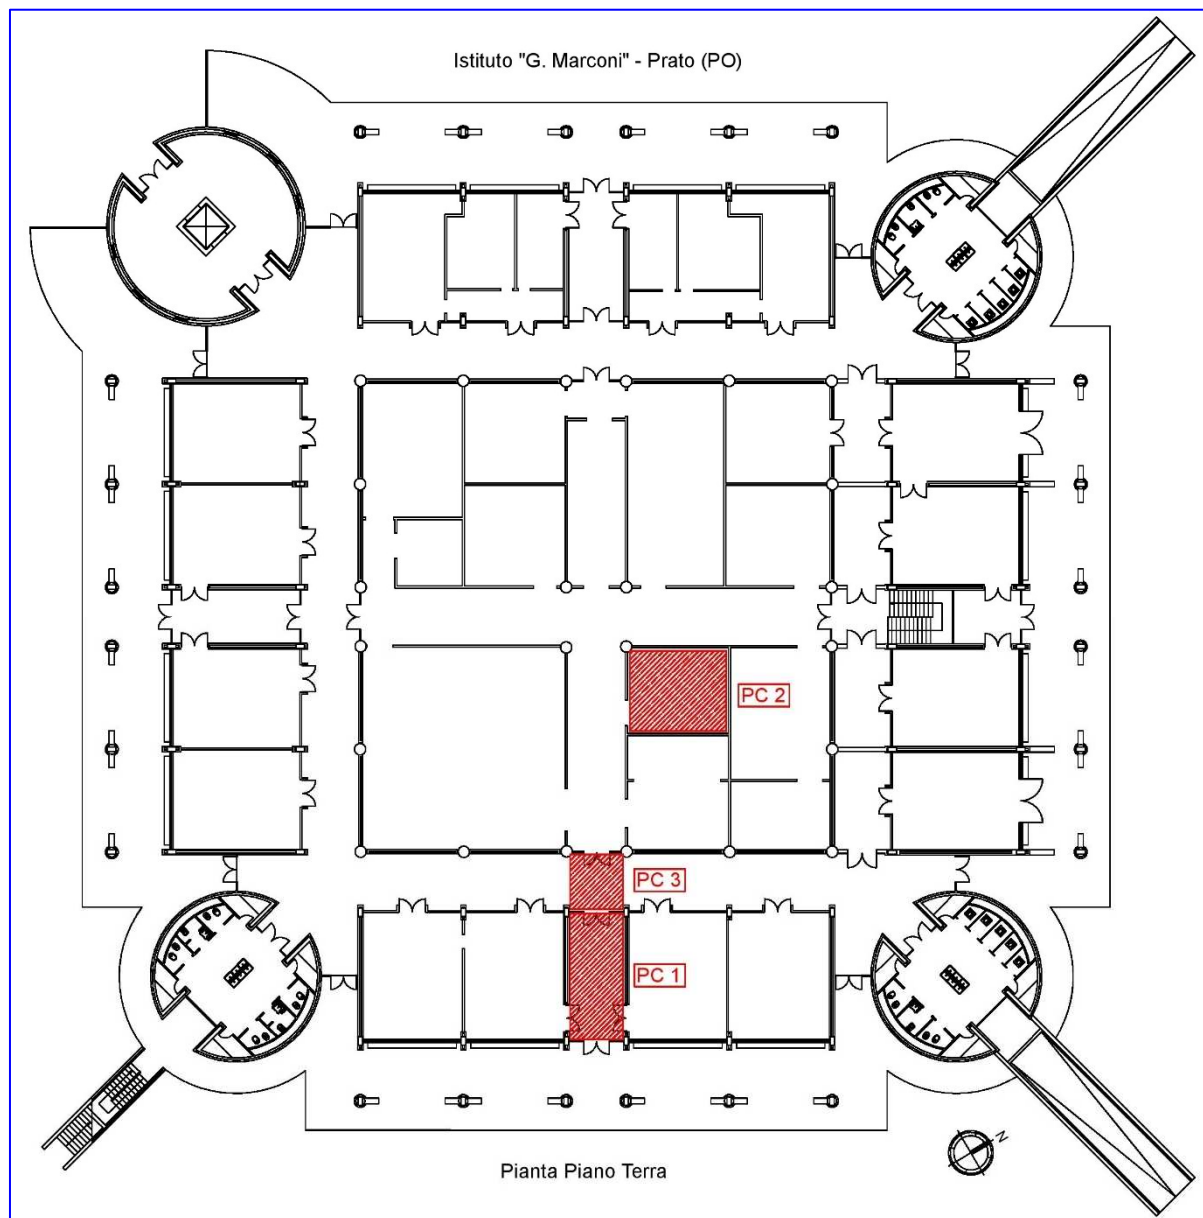 Istituto "G. Marconi" - Prato (PO)
PC 2
PC 3
PC 1
N
Pianta Piano Terra